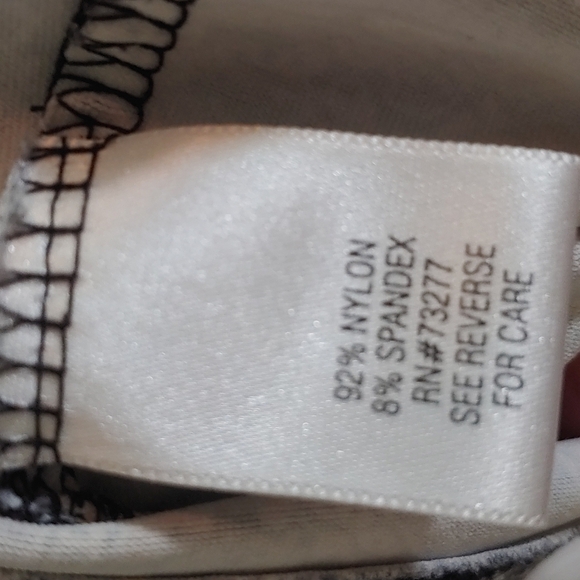 92% NYLON
8% SPANDEX
RN#73277
SEE REVERSE
FOR CARE